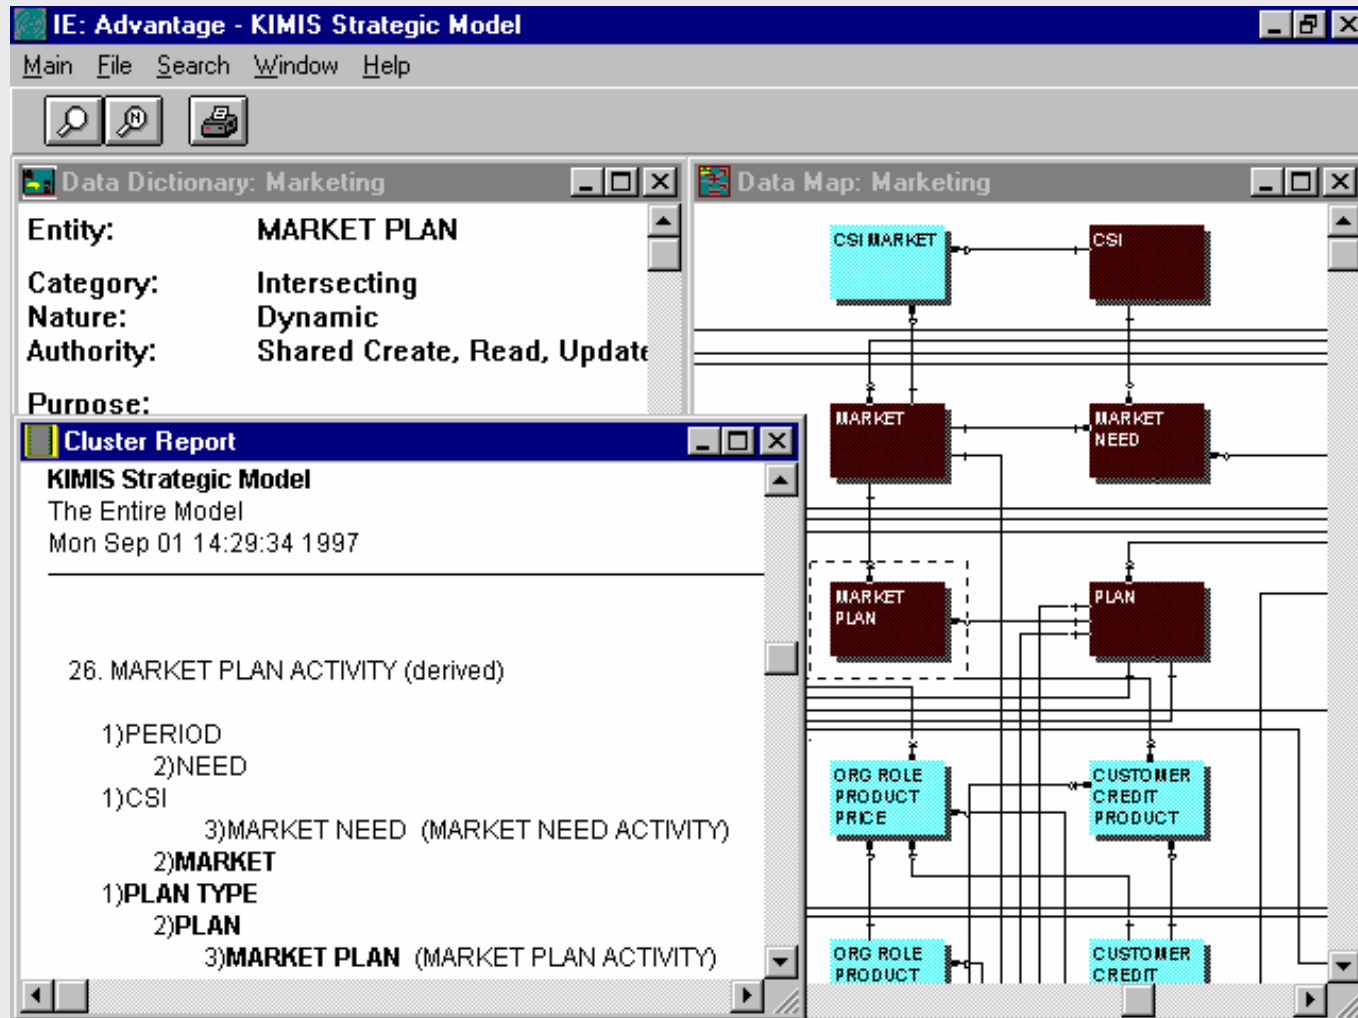 IE: Advantage - KIMIS Strategic Model
Main File Search Window Help
Data Dictionary: Marketing
Entity: MARKET PLAN
Category: Intersecting
Nature: Dynamic
Authority: Shared Create, Read, Update
Purpose:
Cluster Report
KIMIS Strategic Model
The Entire Model
Mon Sep 01 14:29:34 1997
26. MARKET PLAN ACTIVITY (derived)
1)PERIOD
2)NEED
1)CSI
3)MARKET NEED (MARKET NEED ACTIVITY)
2)MARKET
1)PLAN TYPE
2)PLAN
3)MARKET PLAN (MARKET PLAN ACTIVITY)
Data Map: Marketing
CSI MARKET
CSI
MARKET
MARKET
NEED
MARKET
PLAN
PLAN
ORG ROLE
PRODUCT
PRICE
CUSTOMER
CREDIT
PRODUCT
ORG ROLE
PRODUCT
CUSTOMER
CREDIT